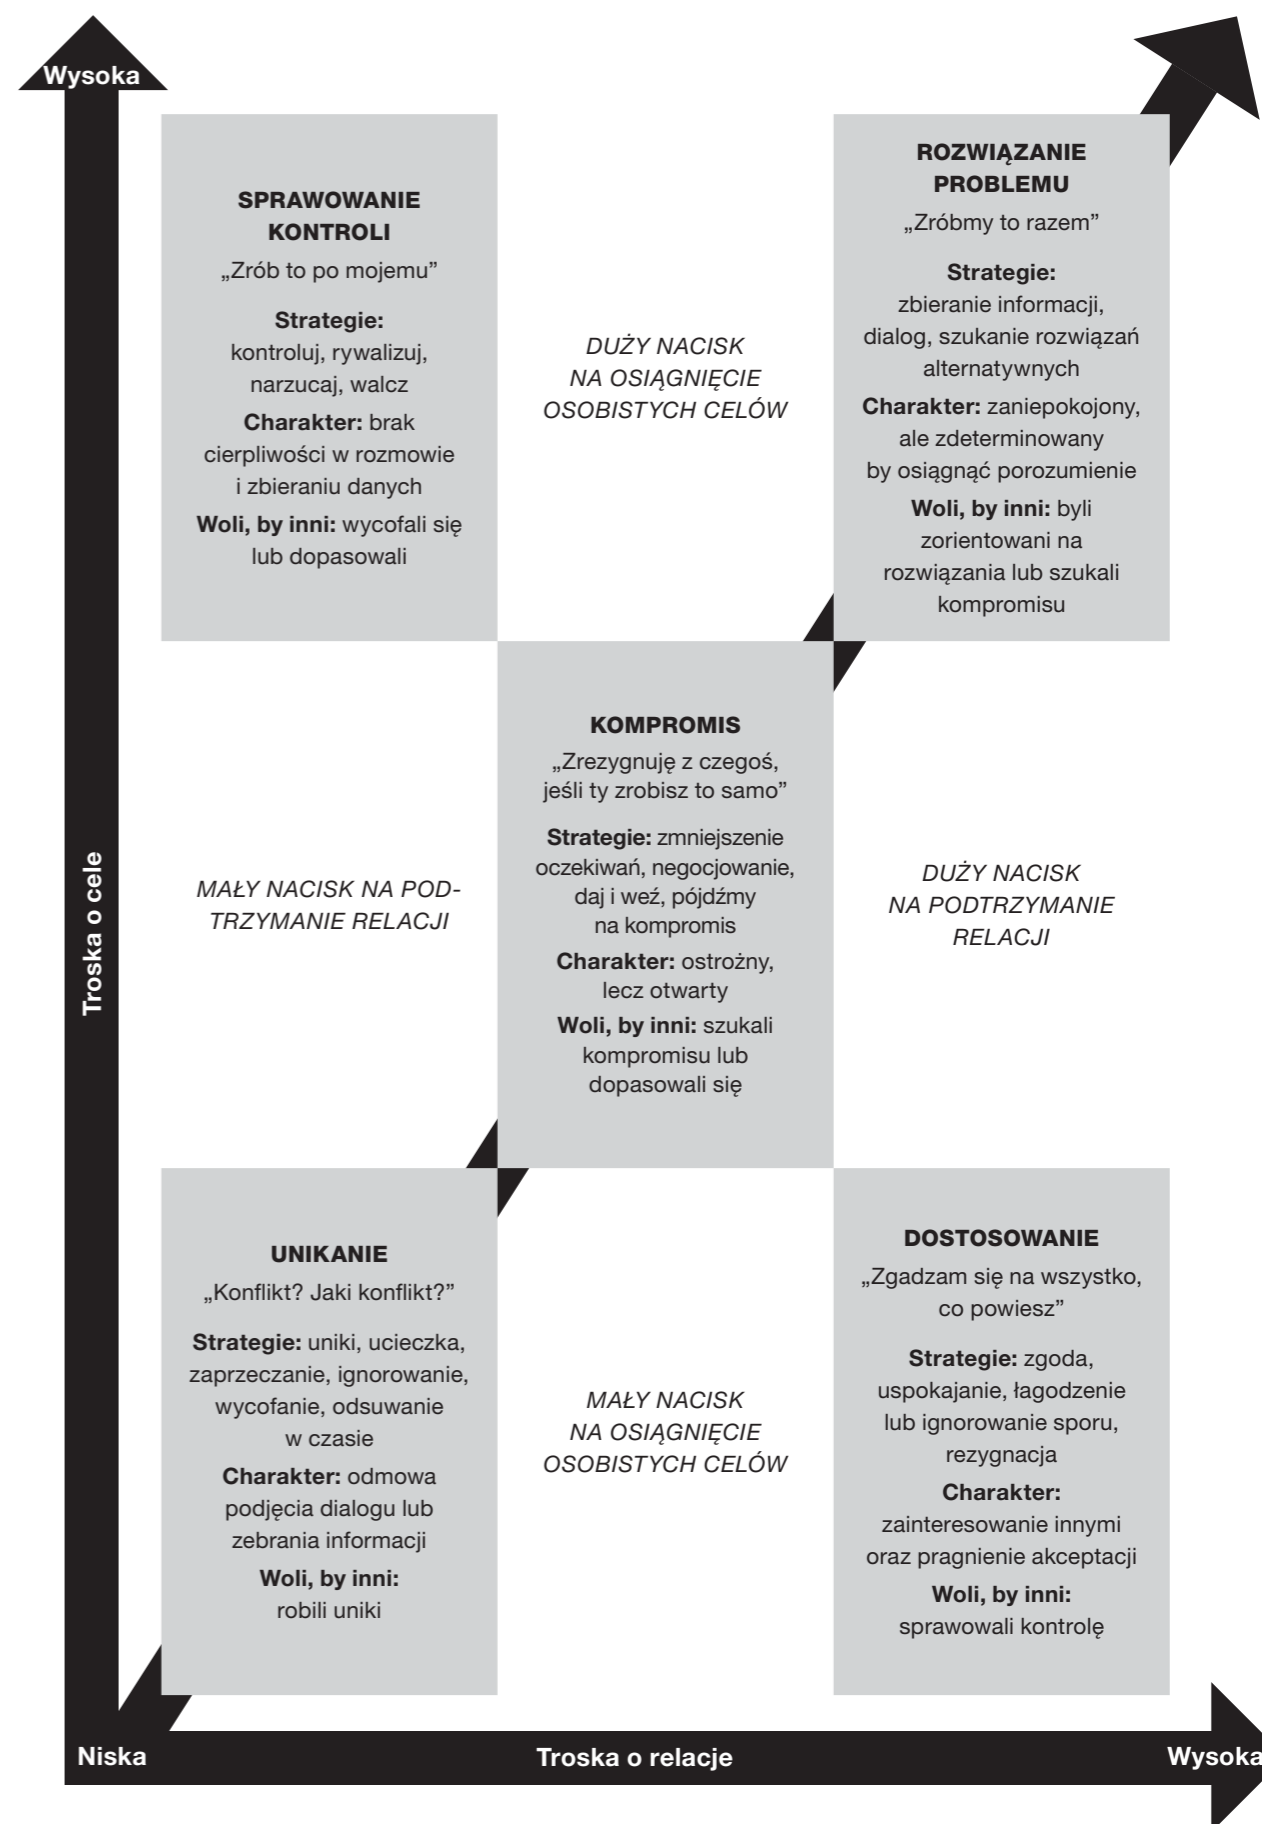 Wysoka
SPRAWOWANIE
KONTROLI
„Zrób to po mojemu”
Strategie:
kontroluj, rywalizuj,
narzucaj, walcz
Charakter: brak
cierpliwości w rozmowie
i zbieraniu danych
Woli, by inni: wycofali się
lub dopasowali
DUŻY NACISK
NA OSIĄGNIĘCIE
OSOBISTYCH CELÓW
ROZWIĄZANIE
PROBLEMU
„Zróbmy to razem”
Strategie:
zbieranie informacji,
dialog, szukanie rozwiązań
alternatywnych
Charakter: zaniepokojony,
ale zdeterminowany
by osiągnąć porozumienie
Woli, by inni: byli
zorientowani na
rozwiązania lub szukali
kompromisu
Troska o cele
MAŁY NACISK NA POD-
TRZYMANIE RELACJI
KOMPROMIS
„Zrezygnuję z czegoś,
jeśli ty zrobisz to samo”
Strategie: zmniejszenie
oczekiwań, negocjowanie,
daj i weź, pójdźmy
na kompromis
Charakter: ostrożny,
lecz otwarty
Woli, by inni: szukali
kompromisu lub
dopasowali się
DUŻY NACISK
NA PODTRZYMANIE
RELACJI
UNIKANIE
„Konflikt? Jaki konflikt?”
Strategie: uniki, ucieczka,
zaprzeczanie, ignorowanie,
wycofanie, odsuwanie
w czasie
Charakter: odmowa
podjęcia dialogu lub
zebrania informacji
Woli, by inni:
robili uniki
MAŁY NACISK
NA OSIĄGNIĘCIE
OSOBISTYCH CELÓW
DOSTOSOWANIE
„Zgadzam się na wszystko,
co powiesz”
Strategie: zgoda,
uspokajanie, łagodzenie
lub ignorowanie sporu,
rezygnacja
Charakter:
zainteresowanie innymi
oraz pragnienie akceptacji
Woli, by inni:
sprawowali kontrolę
Niska
Troska o relacje
Wysoka